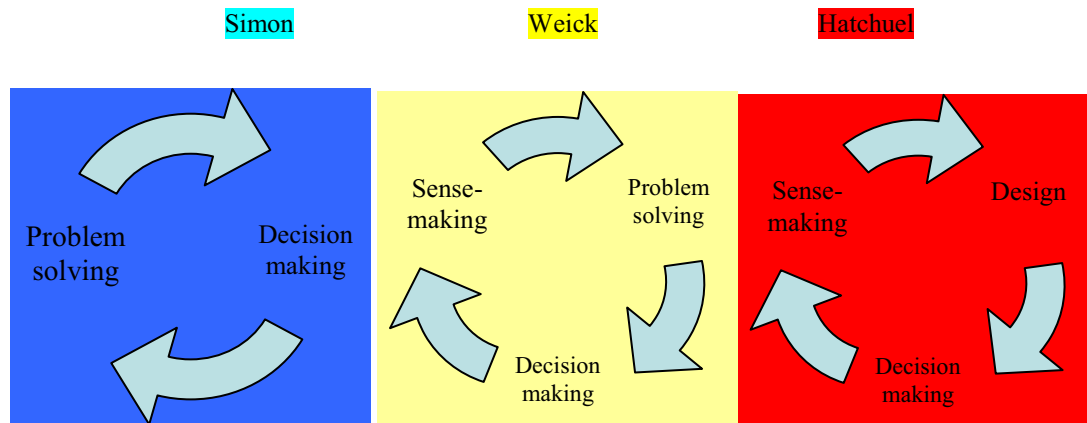 Simon
Weick
Hatchuel
Problem
solving
Decision
making
Sense-
making
Problem
solving
Decision
making
Sense-
making
Design
Decision
making